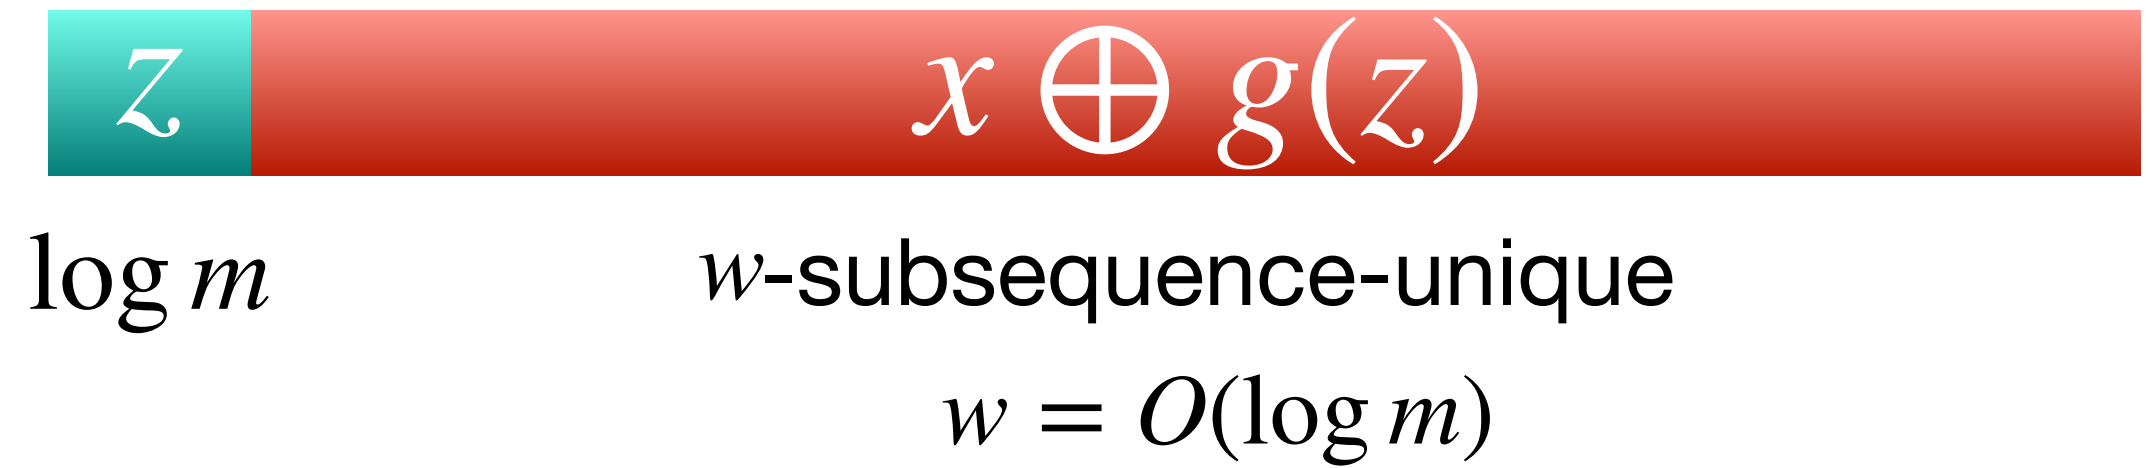 z x ⊕ g(z)
log m w-subsequence-unique
w = O(log m)